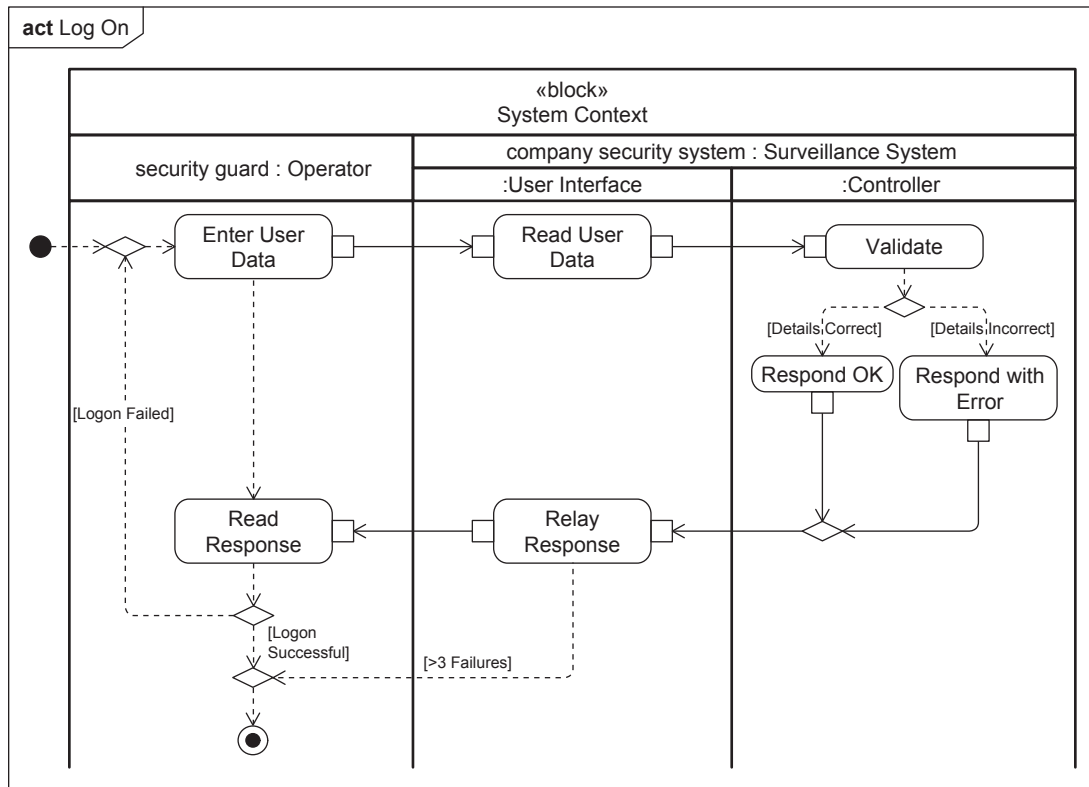 act Log On
«block»
System Context
security guard : Operator
company security system : Surveillance System
:User Interface
:Controller
Enter User
Data
Read User
Data
Validate
[Details Correct]
[Details Incorrect]
Respond OK
Respond with
Error
[Logon Failed]
Read
Response
Relay
Response
[Logon
Successful]
[>3 Failures]